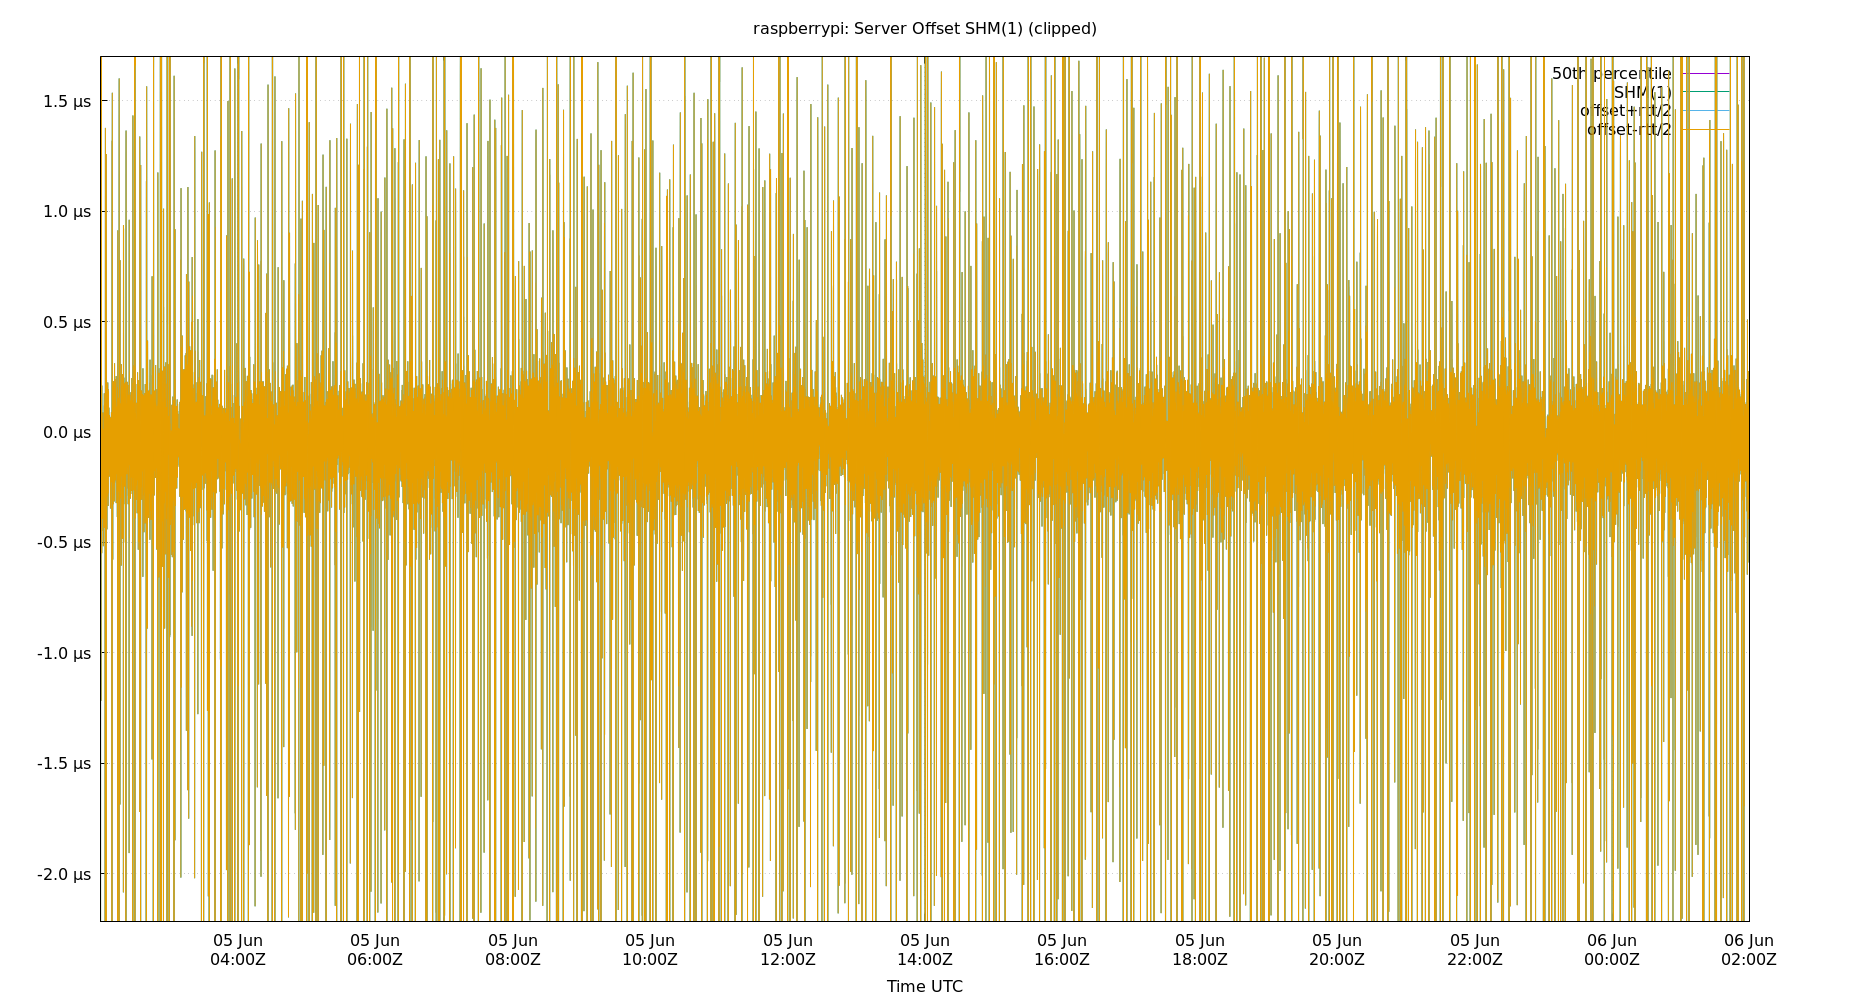 raspberrypi: Server Offset SHM(1) (clipped)
50th percentile
SHM(1)
offset+rtt/2
offset-rtt/2
1.5 µs
1.0 µs
0.5 µs
0.0 µs
-0.5 µs
-1.0 µs
-1.5 µs
-2.0 µs
05 Jun 05 Jun 05 Jun 05 Jun 05 Jun 05 Jun 05 Jun 05 Jun 05 Jun 05 Jun 06 Jun 06 Jun
04:00Z 06:00Z 08:00Z 10:00Z 12:00Z 14:00Z 16:00Z 18:00Z 20:00Z 22:00Z 00:00Z 02:00Z
Time UTC